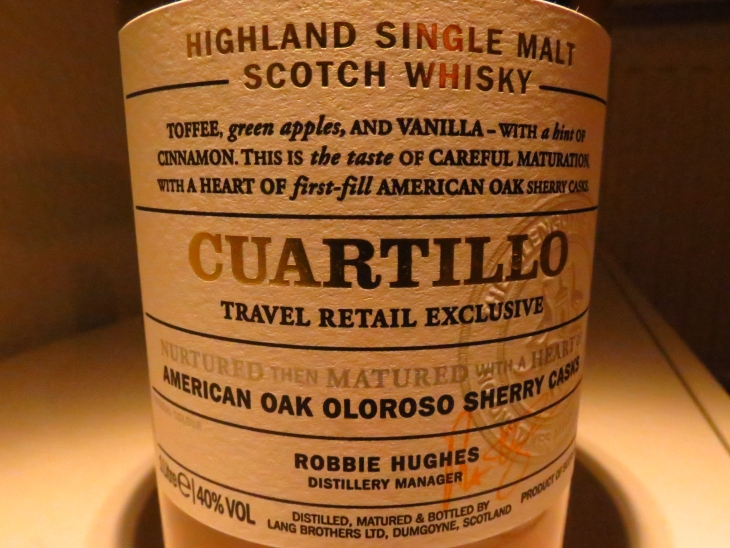 HIGHLAND SINGLE MALT
SCOTCH WHISKY
TOFFEE, green apples, AND VANILLA – WITH a hint OF
CINNAMON. THIS IS the taste OF CAREFUL MATURATION,
WITH A HEART OF first-fill AMERICAN OAK SHERRY CASKS.
CUARTILLO
TRAVEL RETAIL EXCLUSIVE
NURTURED THEN MATURED WITH A HEART OF
AMERICAN OAK OLOROSO SHERRY CASKS
ROBBIE HUGHES
DISTILLERY MANAGER
Litre e | 40% VOL
DISTILLED, MATURED & BOTTLED BY
LANG BROTHERS LTD, DUMGOYNE, SCOTLAND
PRODUCT OF